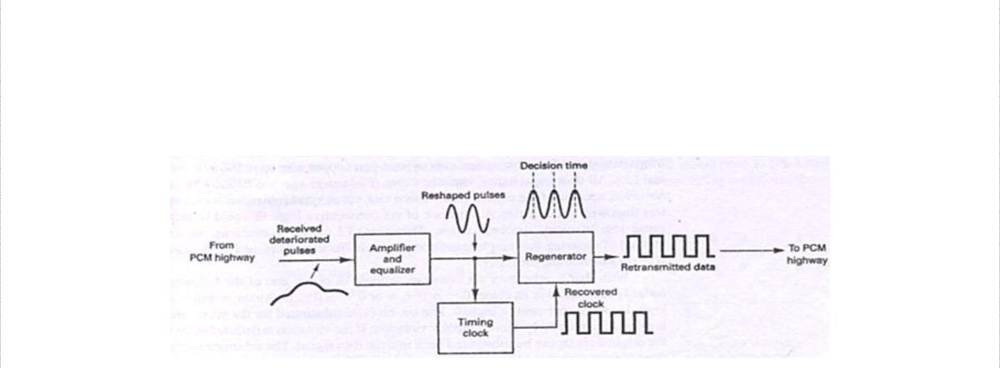 Decision time
Reshaped pulses
Received
deteriorated
pulses
From
PCM highway
Amplifier
and
equalizer
Regenerator
Retransmitted data
To PCM
highway
Recovered
clock
Timing
clock